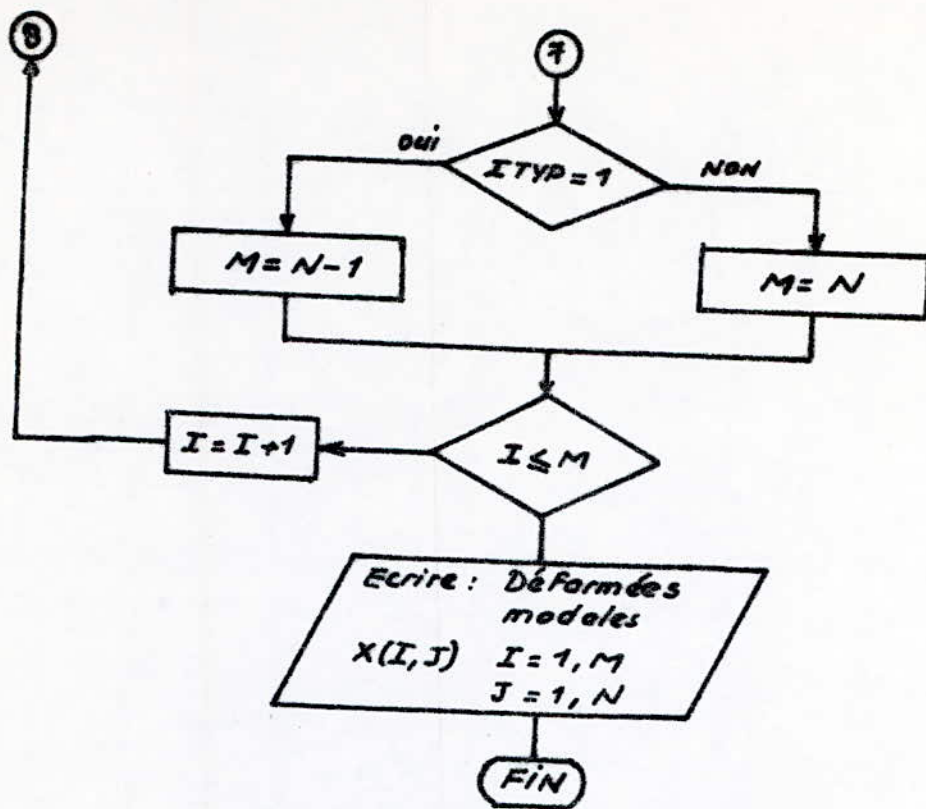 8
7
oui
ITYP = 1
NON
M = N - 1
M = N
I = I + 1
I ≤ M
Ecrire : Déformées
modales
X(I, J) I = 1, M
J = 1, N
FiN